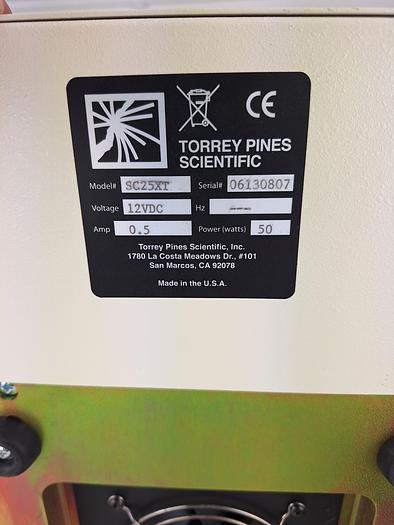 CE
TORREY PINES
SCIENTIFIC
Model# SC25XT Serial# 06130807
Voltage 12VDC Hz ---
Amp 0.5 Power (watts) 50
Torrey Pines Scientific, Inc.
1780 La Costa Meadows Dr., #101
San Marcos, CA 92078
Made in the U.S.A.